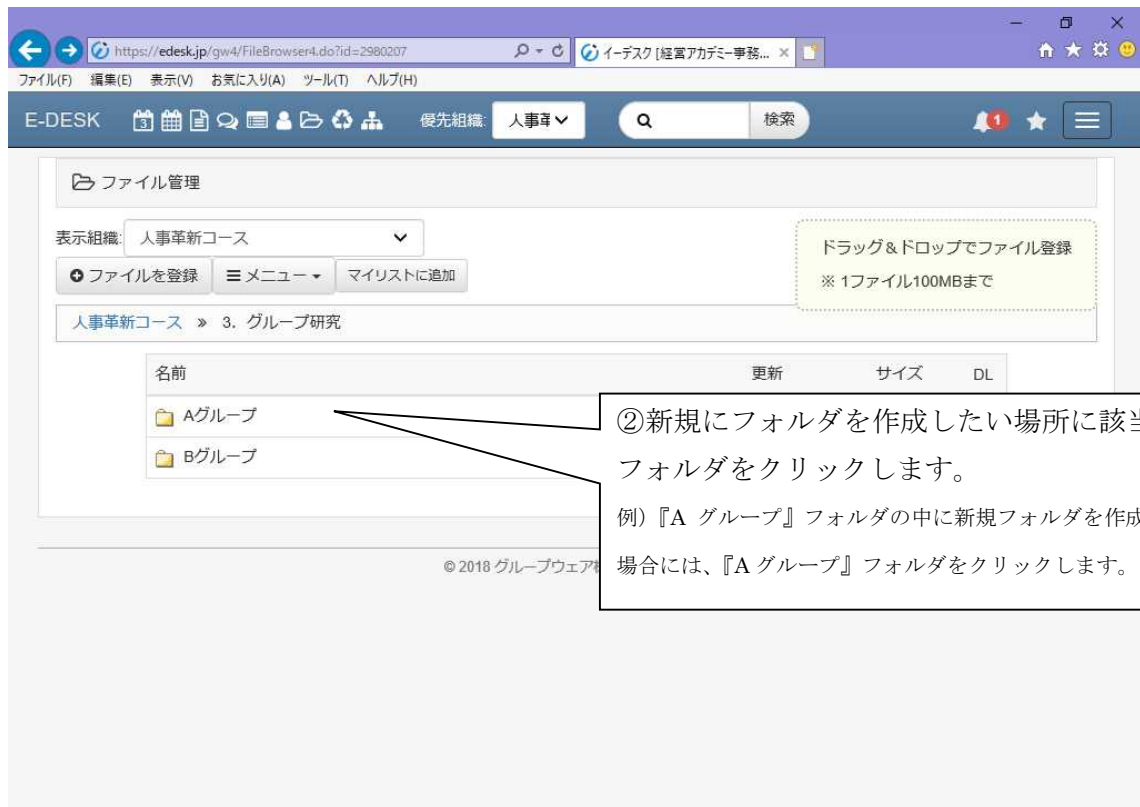 https://edesk.jp/gw4/FileBrowser4.do?id=2980207
イーデスク [経営アカデミー事務...
ファイル(F) 編集(E) 表示(V) お気に入り(A) ツール(T) ヘルプ(H)
E-DESK 3 優先組織: 人事革 検索 1
ファイル管理
表示組織: 人事革新コース
ドラッグ&ドロップでファイル登録
ファイルを登録 メニュー マイリストに追加
※ 1ファイル100MBまで
人事革新コース » 3. グループ研究
名前 更新 サイズ DL
Aグループ
Bグループ
②新規にフォルダを作成したい場所に該当
フォルダをクリックします。
例)『A グループ』フォルダの中に新規フォルダを作成
場合には、『A グループ』フォルダをクリックします。
© 2018 グループウェア